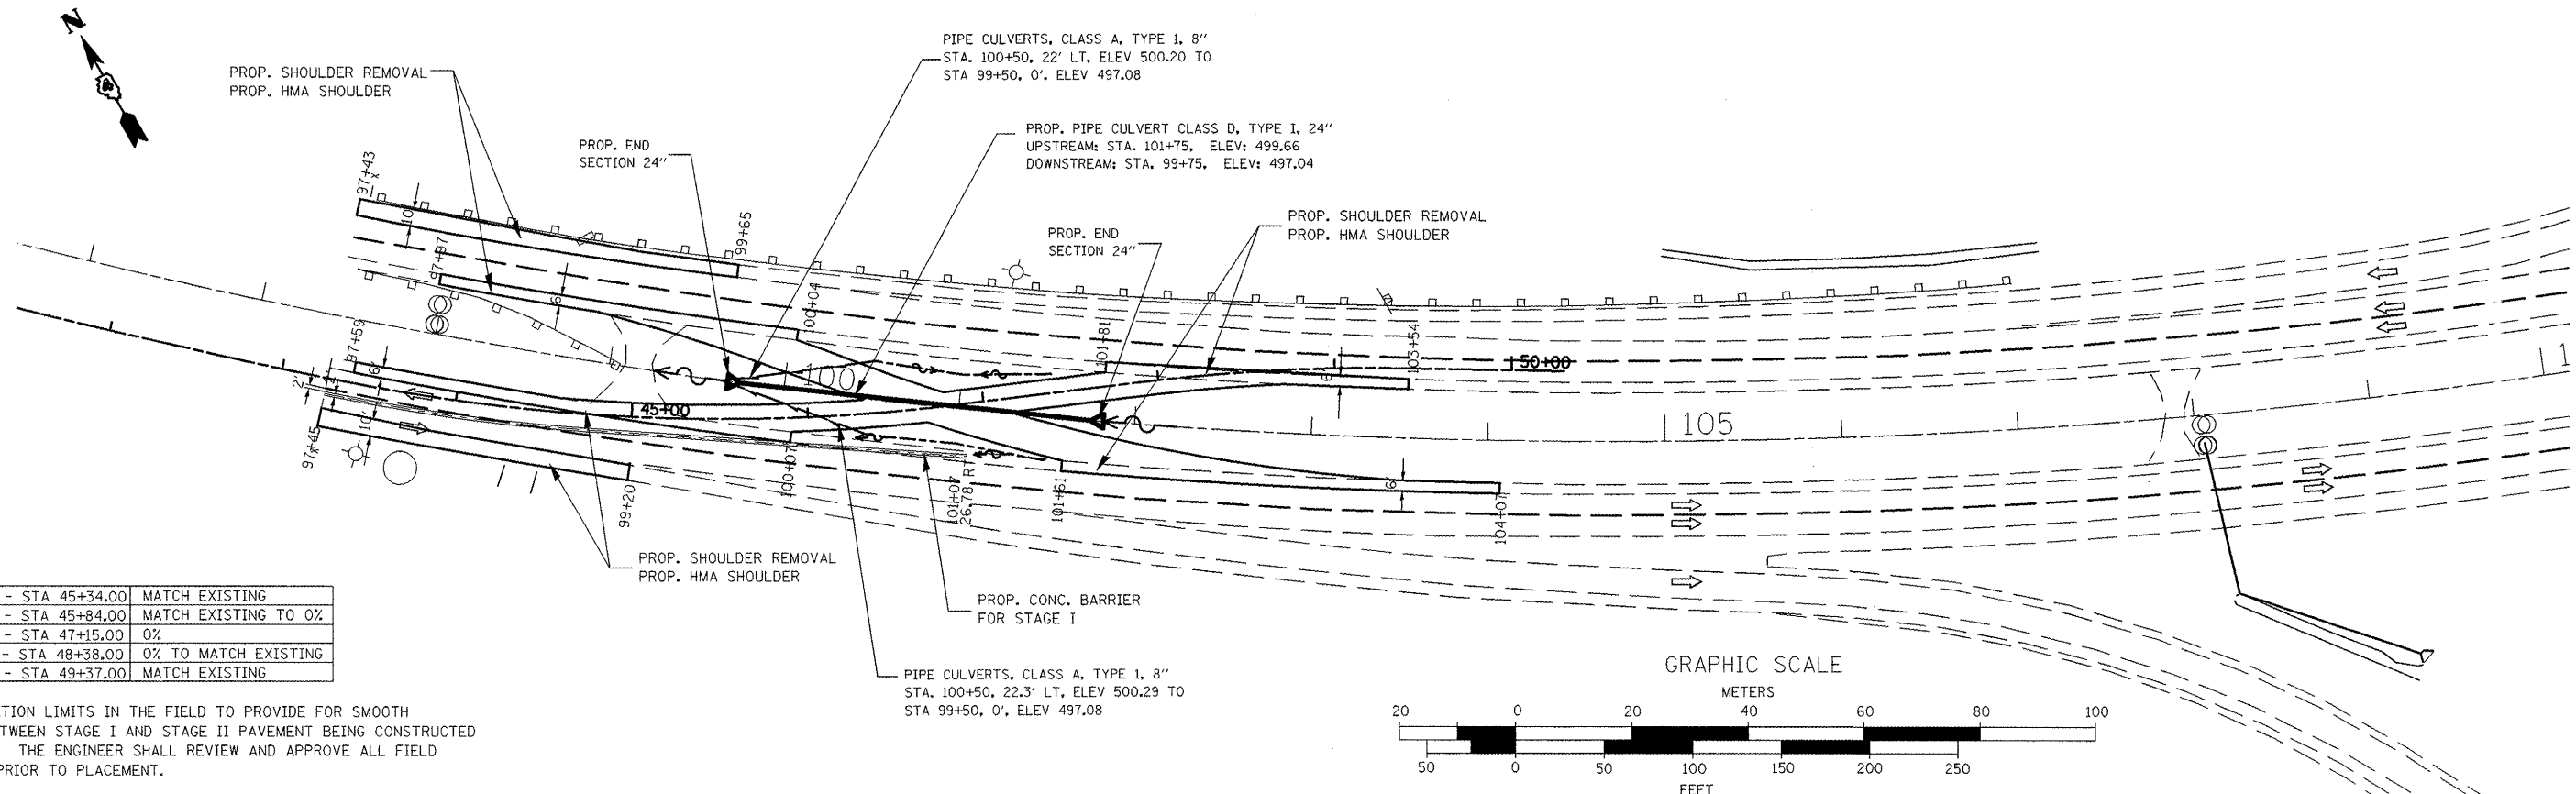 N
PROP. SHOULDER REMOVAL
PROP. HMA SHOULDER
PIPE CULVERTS, CLASS A, TYPE 1, 8"
STA. 100+50, 22' LT, ELEV 500.20 TO
STA 99+50, 0', ELEV 497.08
PROP. END
SECTION 24"
PROP. PIPE CULVERT CLASS D, TYPE I, 24"
UPSTREAM: STA. 101+75, ELEV: 499.66
DOWNSTREAM: STA. 99+75, ELEV: 497.04
PROP. SHOULDER REMOVAL
PROP. HMA SHOULDER
PROP. END
SECTION 24"
97+43
10'
97+97
6'
99+65
100+04
101+81
103+54
6'
50+00
97+59
6'
2'
10'
97+45
45+00
100
105
1
99+20
100+07
101+07
26.78 RT
101+61
6'
104+07
PROP. SHOULDER REMOVAL
PROP. HMA SHOULDER
PROP. CONC. BARRIER
FOR STAGE I
PIPE CULVERTS, CLASS A, TYPE 1, 8"
STA. 100+50, 22.3' LT, ELEV 500.29 TO
STA 99+50, 0', ELEV 497.08
- STA 45+34.00 MATCH EXISTING
- STA 45+84.00 MATCH EXISTING TO 0%
- STA 47+15.00 0%
- STA 48+38.00 0% TO MATCH EXISTING
- STA 49+37.00 MATCH EXISTING
TION LIMITS IN THE FIELD TO PROVIDE FOR SMOOTH
TWEEN STAGE I AND STAGE II PAVEMENT BEING CONSTRUCTED
THE ENGINEER SHALL REVIEW AND APPROVE ALL FIELD
PRIOR TO PLACEMENT.
GRAPHIC SCALE
METERS
20 0 20 40 60 80 100
50 0 50 100 150 200 250
FEET